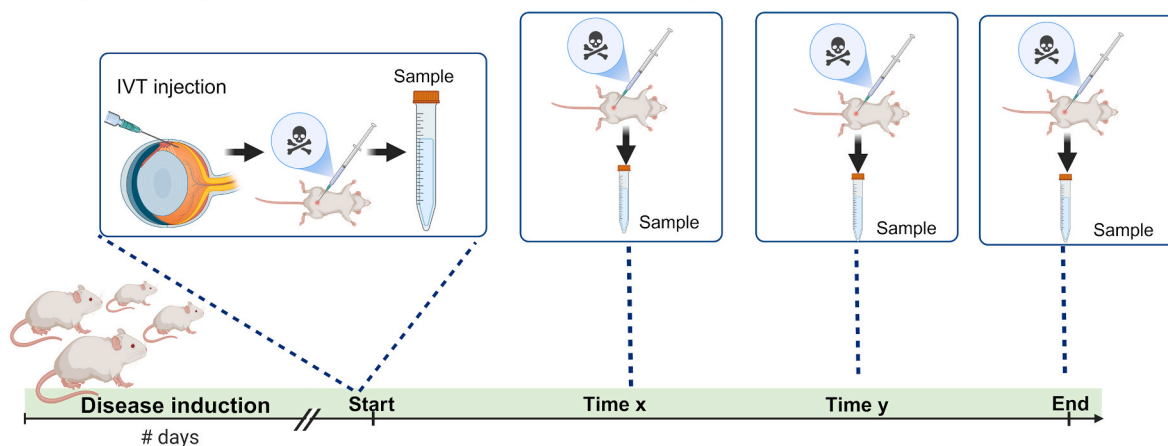 IVT injection
Sample
Sample
Sample
Sample
Disease induction
Start
Time x
Time y
End
# days